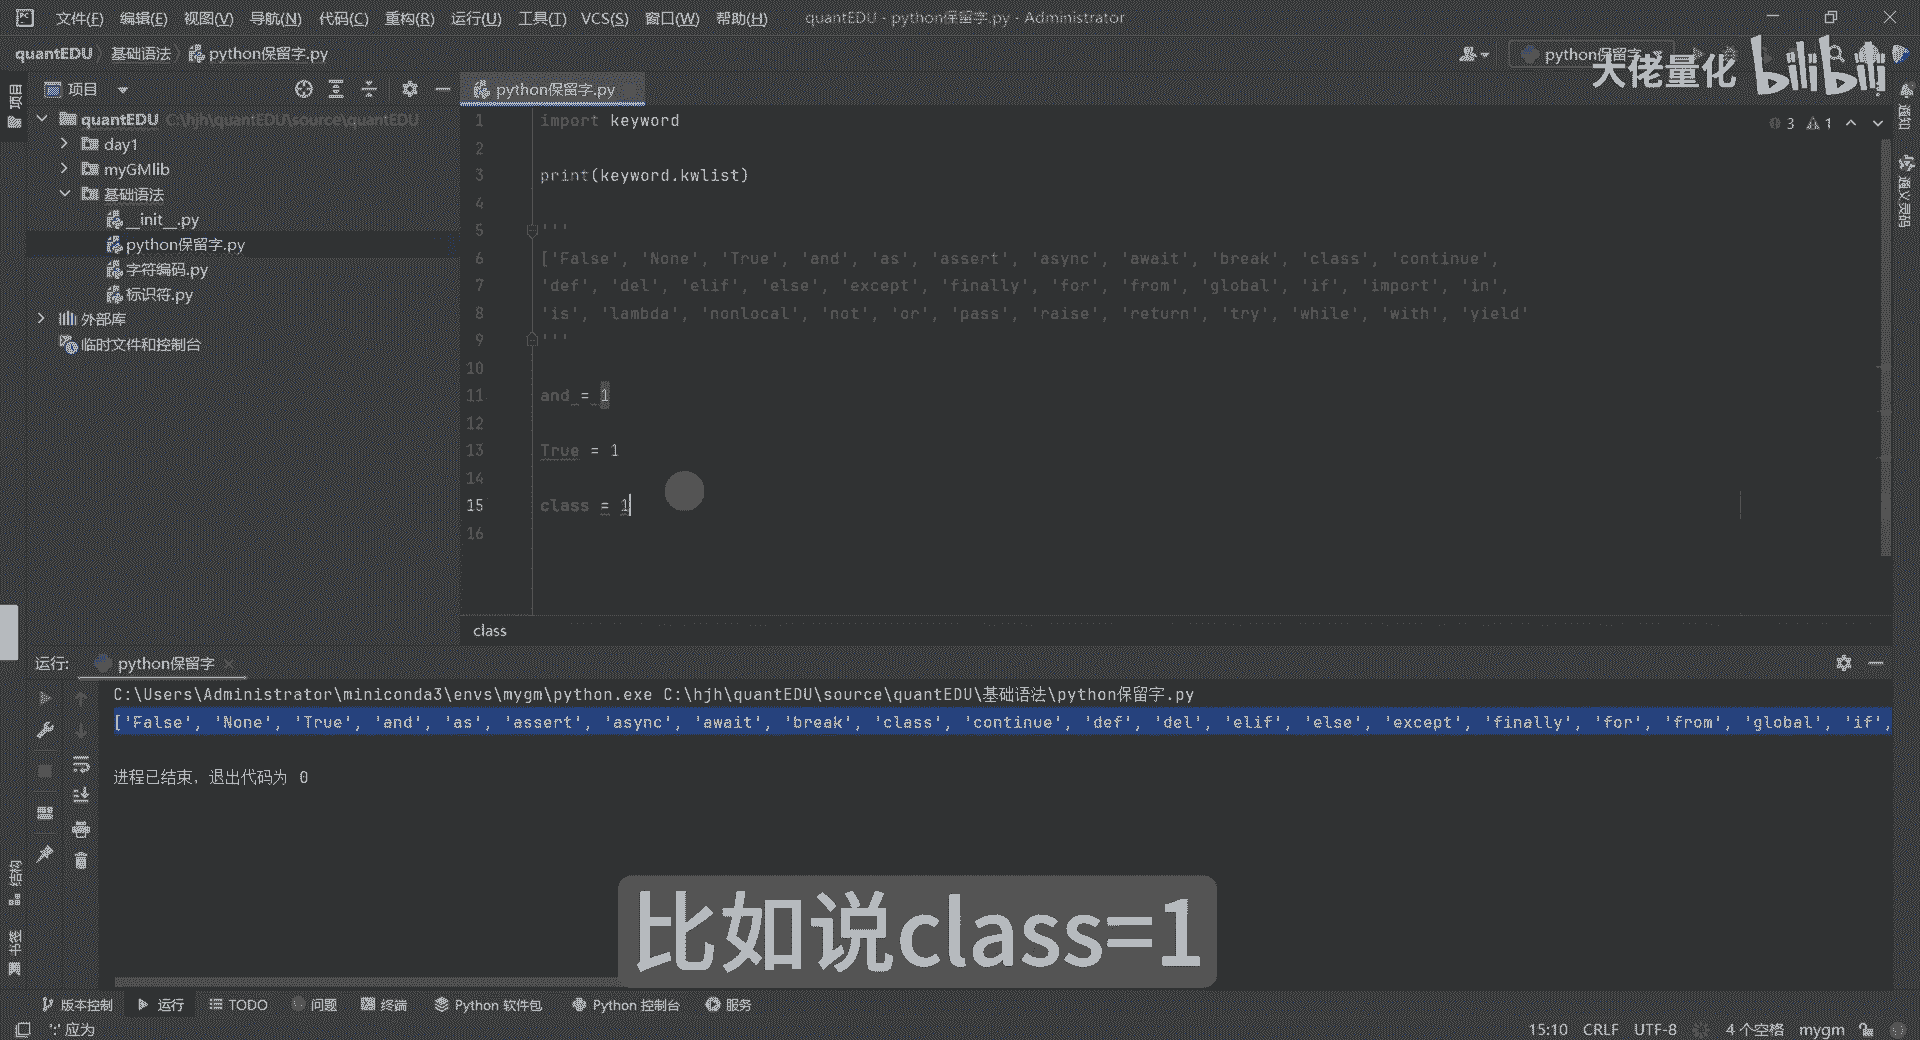 文件(F) 编辑(E) 视图(V) 导航(N) 代码(C) 重构(R) 运行(U) 工具(T) VCS(S) 窗口(W) 帮助(H) quantEDU - python保留字.py - Administrator
quantEDU 基础语法 python保留字.py
python保留字
大佬量化 bilibili
项目
项目
python保留字.py
quantEDU C:\hjh\quantEDU\source\quantEDU
day1
myGMlib
基础语法
__init__.py
python保留字.py
字符编码.py
标识符.py
外部库
临时文件和控制台
3 1
通知
通义灵码
1 import keyword
2
3 print(keyword.kwlist)
4
5 '''
6 ['False', 'None', 'True', 'and', 'as', 'assert', 'async', 'await', 'break', 'class', 'continue',
7 'def', 'del', 'elif', 'else', 'except', 'finally', 'for', 'from', 'global', 'if', 'import', 'in',
8 'is', 'lambda', 'nonlocal', 'not', 'or', 'pass', 'raise', 'return', 'try', 'while', 'with', 'yield'
9 '''
10
11 and = 1
12
13 True = 1
14
15 class = 1
16
class
运行: python保留字
C:\Users\Administrator\miniconda3\envs\mygm\python.exe C:\hjh\quantEDU\source\quantEDU\基础语法\python保留字.py
['False', 'None', 'True', 'and', 'as', 'assert', 'async', 'await', 'break', 'class', 'continue', 'def', 'del', 'elif', 'else', 'except', 'finally', 'for', 'from', 'global', 'if',
进程已结束,退出代码为 0
结构
书签
比如说class=1
版本控制 运行 TODO 问题 终端 Python 软件包 Python 控制台 服务
':' 应为
15:10 CRLF UTF-8 4 个空格 mygm